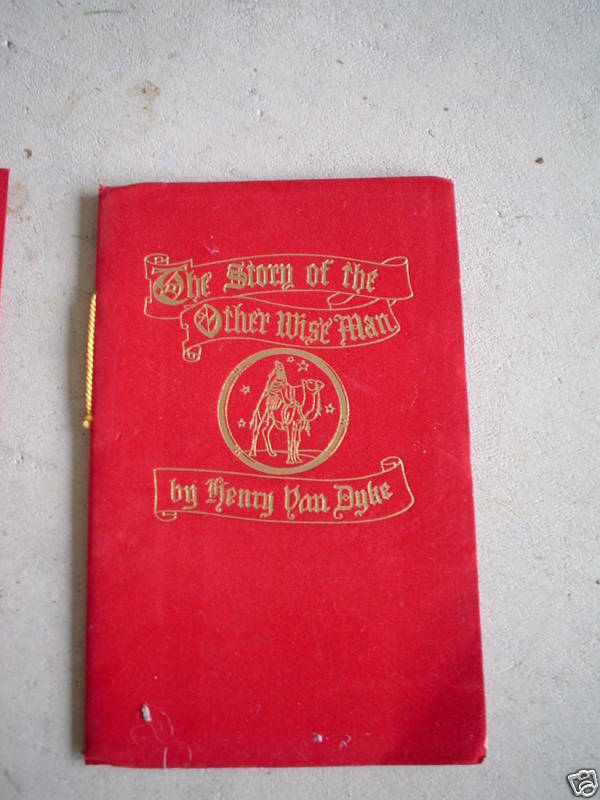 The Story of the
Other Wise Man
by Henry Van Dyke